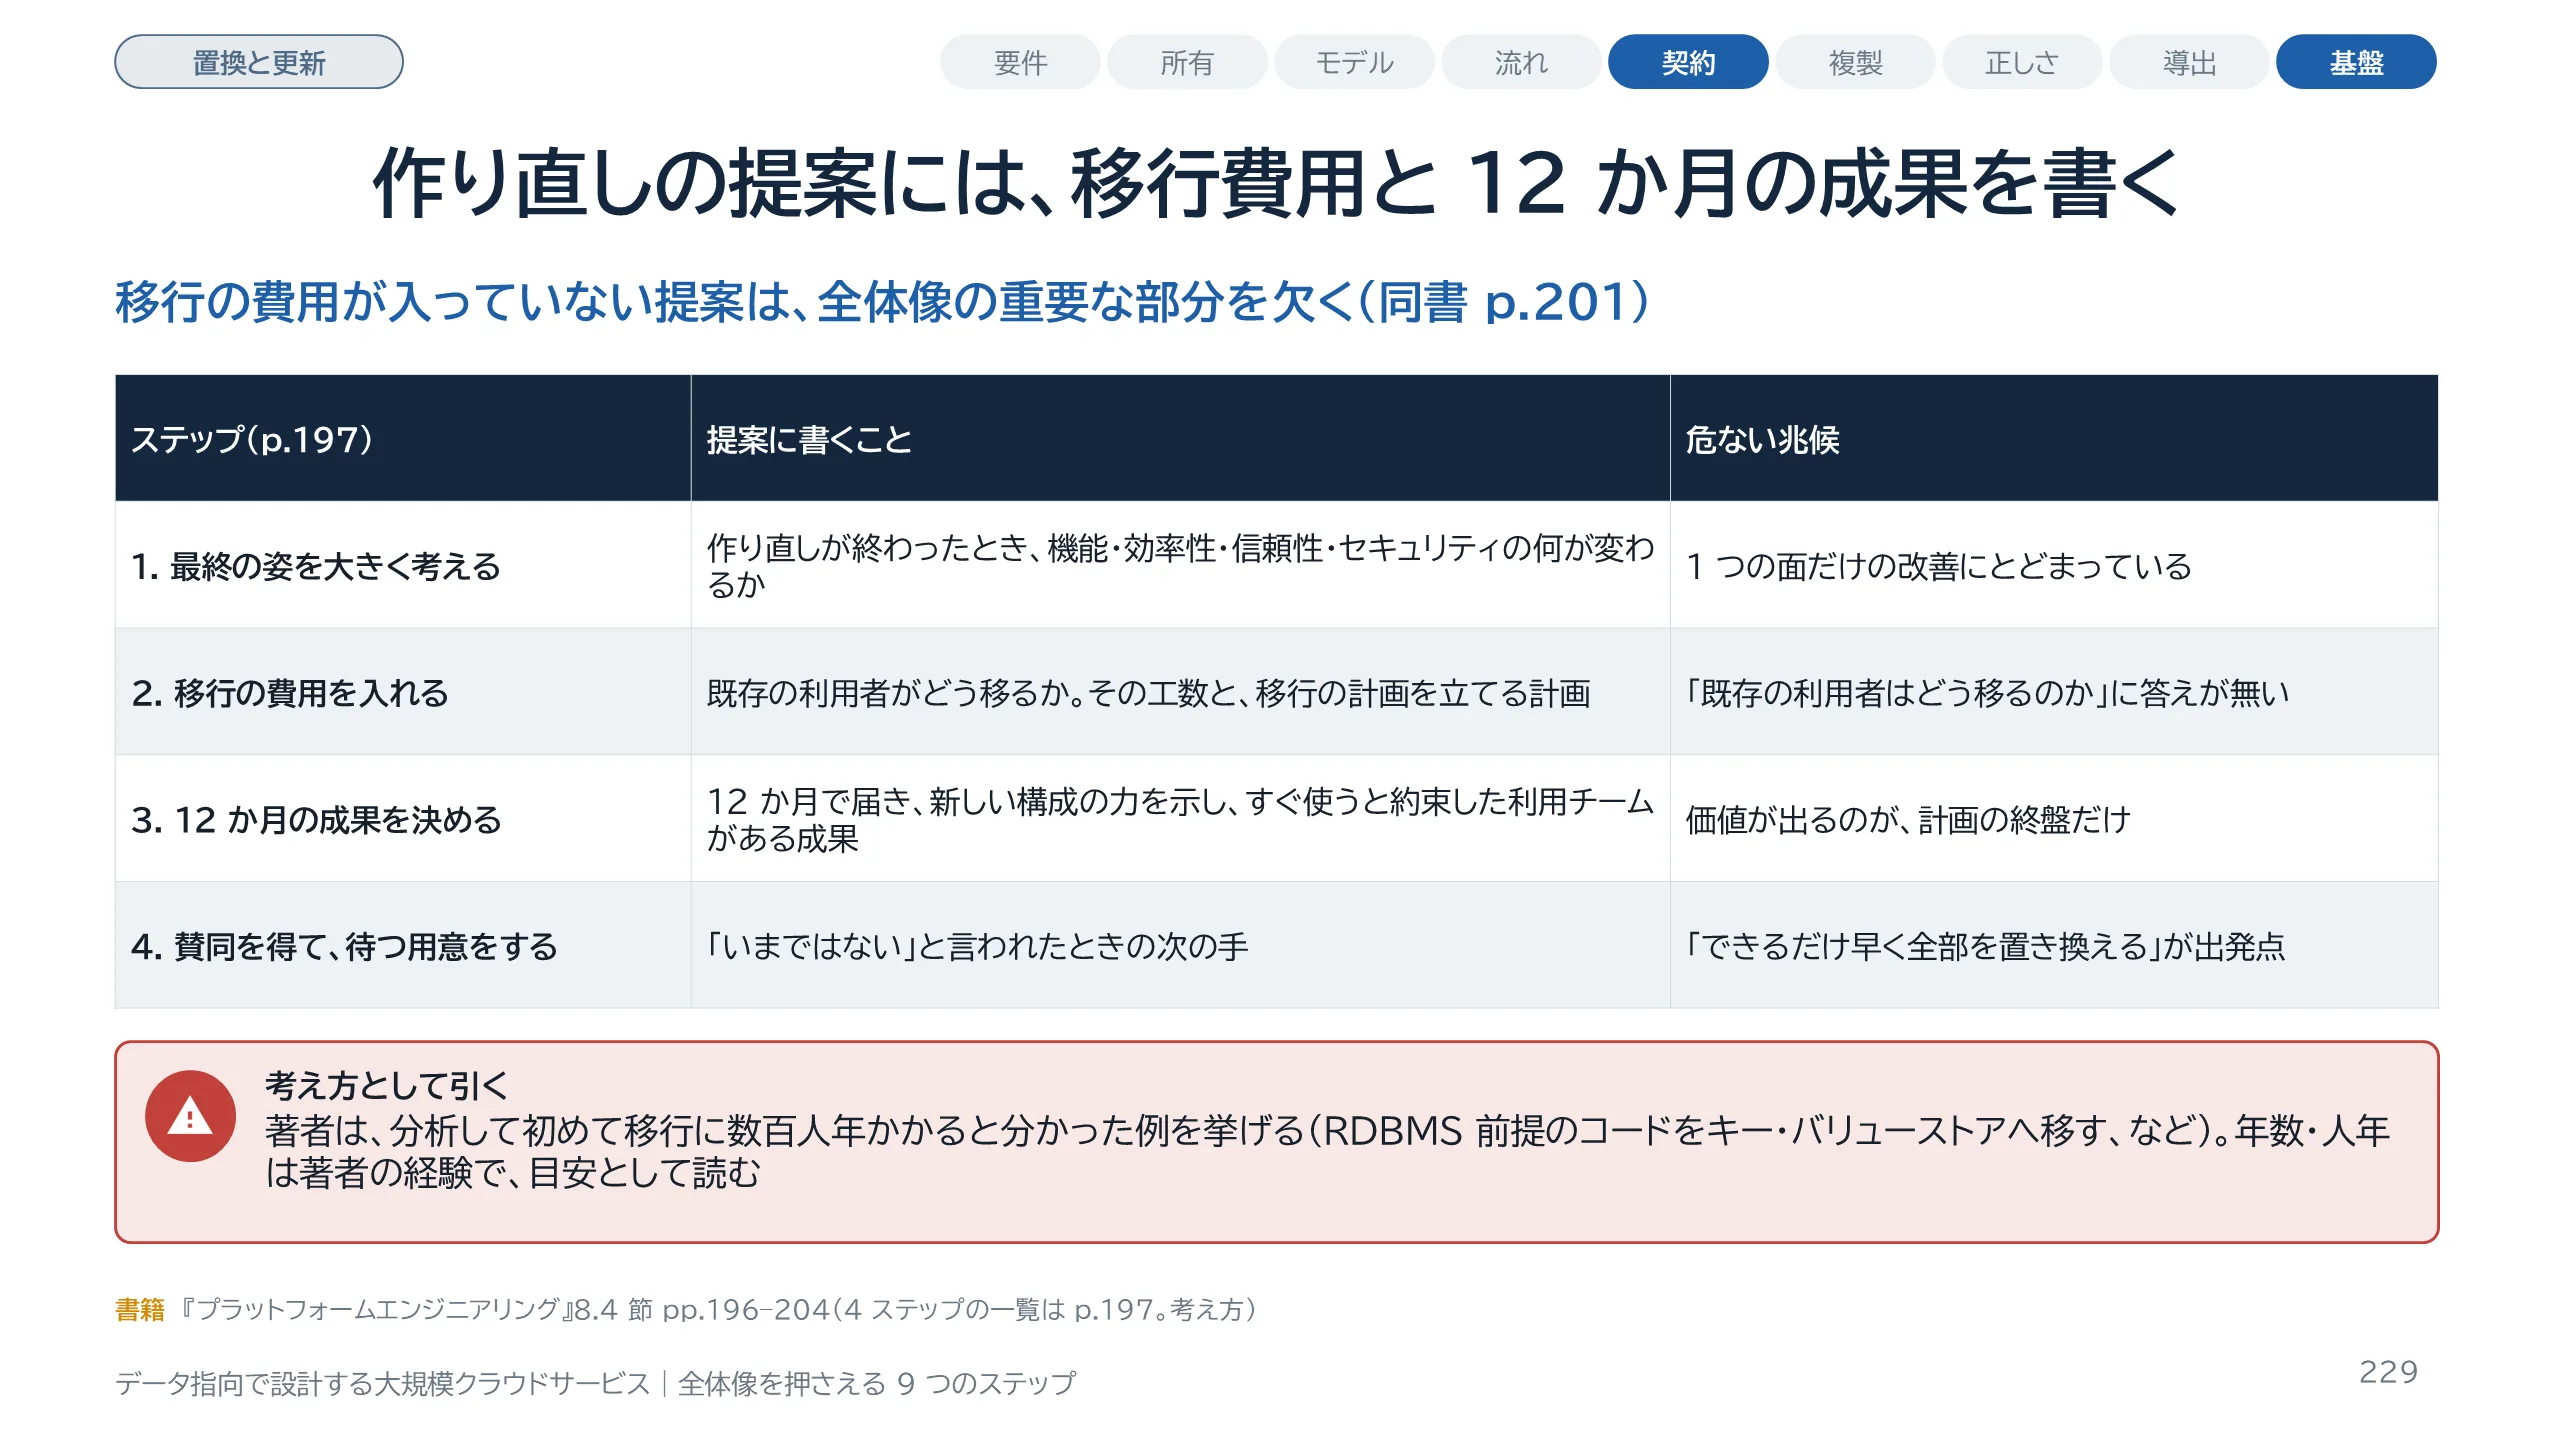 置換と更新
要件
所有
モデル
流れ
契約
複製
正しさ
導出
基盤
作り直しの提案には、移行費用と 12 か月の成果を書く
移行の費用が入っていない提案は、全体像の重要な部分を欠く（同書 p.201）
ステップ（p.197）
提案に書くこと
危ない兆候
1. 最終の姿を大きく考える
作り直しが終わったとき、機能・効率性・信頼性・セキュリティの何が変わ
るか
1 つの面だけの改善にとどまっている
2. 移行の費用を入れる
既存の利用者がどう移るか。その工数と、移行の計画を立てる計画
「既存の利用者はどう移るのか」に答えが無い
3. 12 か月の成果を決める
12 か月で届き、新しい構成の力を示し、すぐ使うと約束した利用チーム
がある成果
価値が出るのが、計画の終盤だけ
4. 賛同を得て、待つ用意をする
「いまではない」と言われたときの次の手
「できるだけ早く全部を置き換える」が出発点
考え方として引く
著者は、分析して初めて移行に数百人年かかると分かった例を挙げる（RDBMS 前提のコードをキー・バリューストアへ移す、など）。年数・人年
は著者の経験で、目安として読む
書籍 『プラットフォームエンジニアリング』8.4 節 pp.196–204（4 ステップの一覧は p.197。考え方）
データ指向で設計する大規模クラウドサービス｜全体像を押さえる 9 つのステップ
229